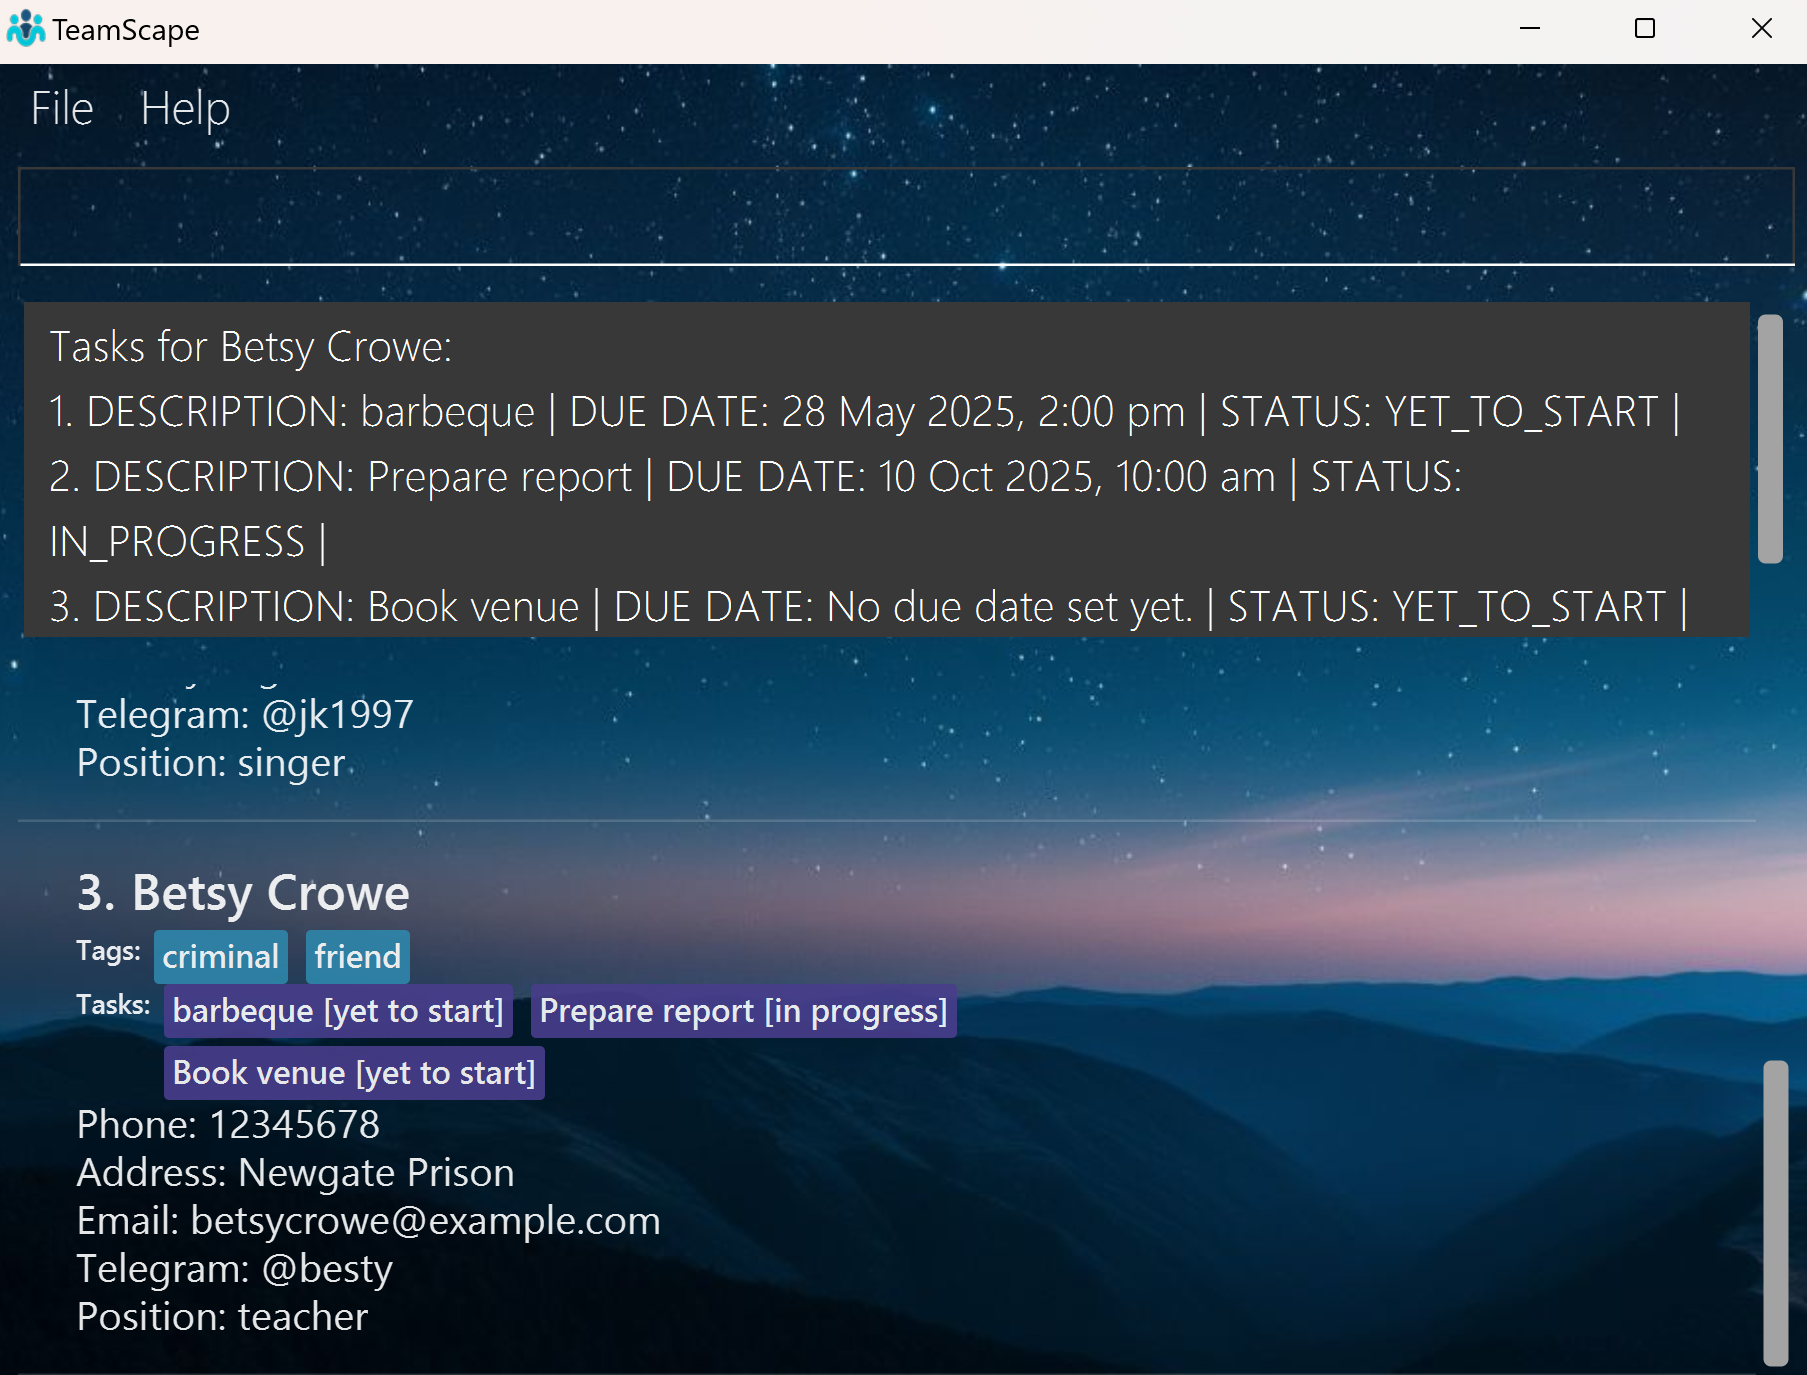 TeamScape
File Help
Tasks for Betsy Crowe:
1. DESCRIPTION: barbeque | DUE DATE: 28 May 2025, 2:00 pm | STATUS: YET_TO_START |
2. DESCRIPTION: Prepare report | DUE DATE: 10 Oct 2025, 10:00 am | STATUS:
IN_PROGRESS |
3. DESCRIPTION: Book venue | DUE DATE: No due date set yet. | STATUS: YET_TO_START |
Telegram: @jk1997
Position: singer
3. Betsy Crowe
Tags: criminal friend
Tasks: barbeque [yet to start] Prepare report [in progress]
Book venue [yet to start]
Phone: 12345678
Address: Newgate Prison
Email: betsycrowe@example.com
Telegram: @besty
Position: teacher